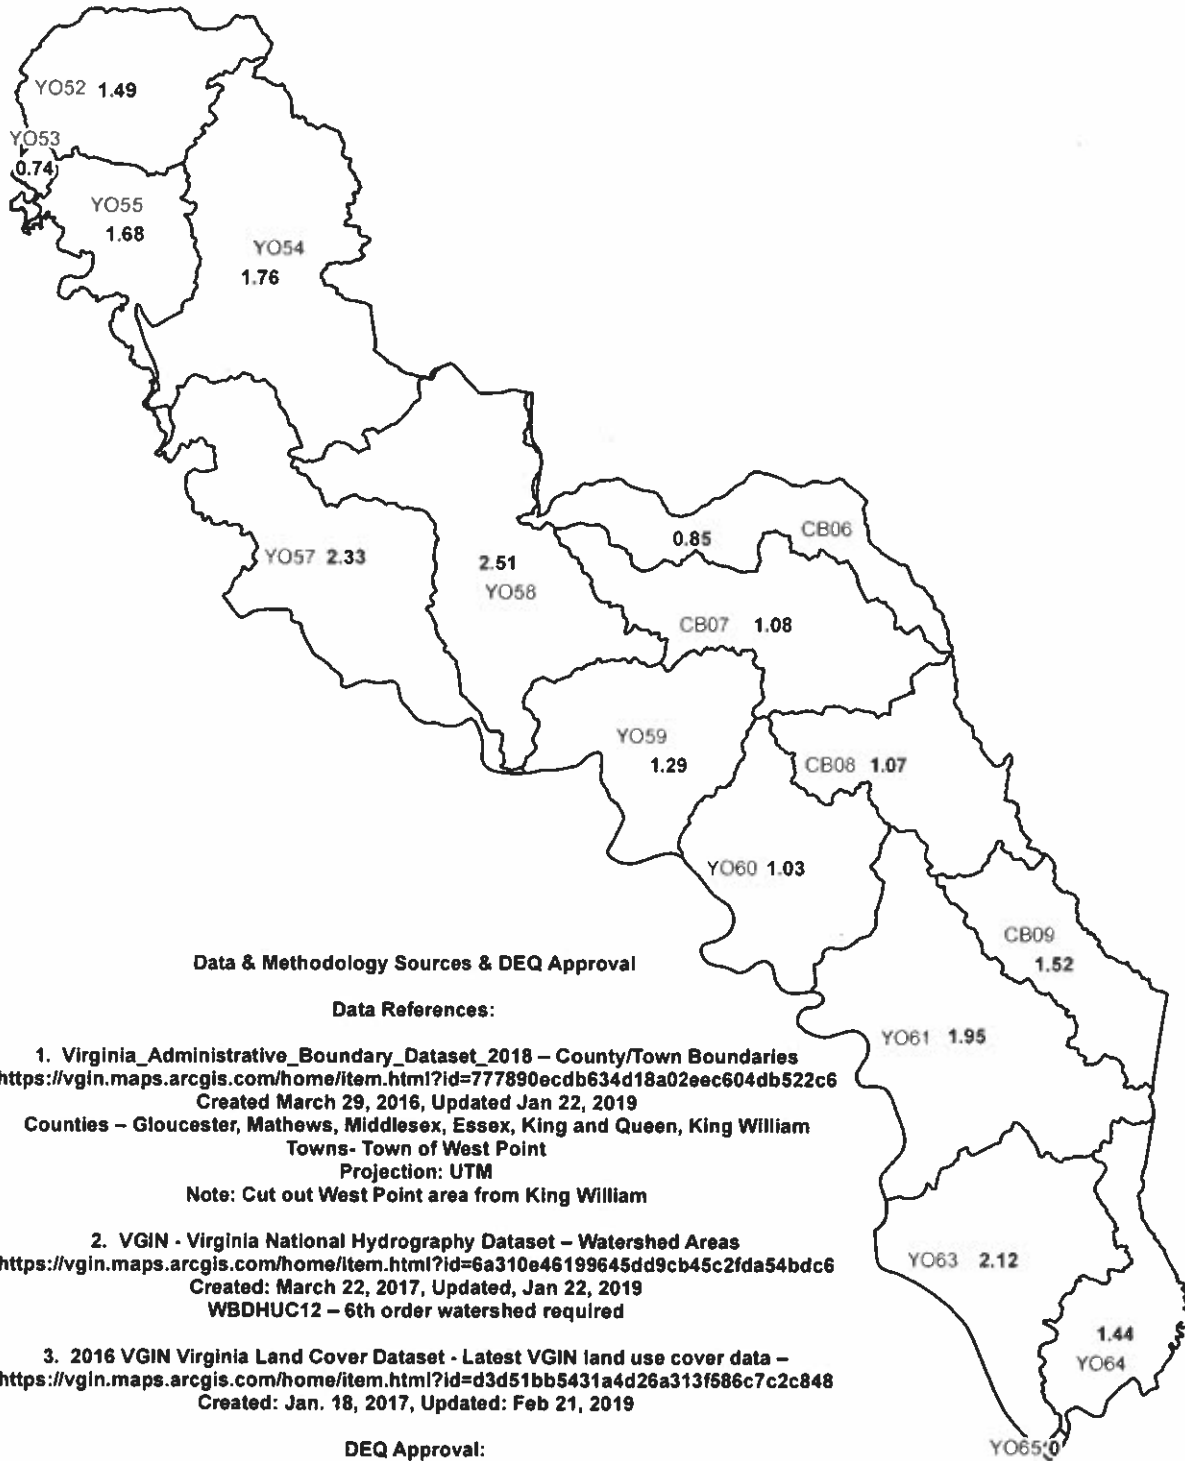 YO52 1.49
YO53
0.74
YO55
1.68
YO54
1.76
YO57 2.33
2.51
YO58
0.85
CB06
CB07 1.08
YO59
1.29
CB08 1.07
YO60 1.03
CB09
1.52
YO61 1.95
YO63 2.12
1.44
YO64
YO65 0
Data & Methodology Sources & DEQ Approval
Data References:
1. Virginia_Administrative_Boundary_Dataset_2018 – County/Town Boundaries
https://vgin.maps.arcgis.com/home/item.html?id=777890ecdb634d18a02eec604db522c6
Created March 29, 2016, Updated Jan 22, 2019
Counties – Gloucester, Mathews, Middlesex, Essex, King and Queen, King William
Towns- Town of West Point
Projection: UTM
Note: Cut out West Point area from King William
2. VGIN - Virginia National Hydrography Dataset – Watershed Areas
https://vgin.maps.arcgis.com/home/item.html?id=6a310e46199645dd9cb45c2fda54bdc6
Created: March 22, 2017, Updated, Jan 22, 2019
WBDHUC12 – 6th order watershed required
3. 2016 VGIN Virginia Land Cover Dataset - Latest VGIN land use cover data –
https://vgin.maps.arcgis.com/home/item.html?id=d3d51bb5431a4d26a313f586c7c2c848
Created: Jan. 18, 2017, Updated: Feb 21, 2019
DEQ Approval: